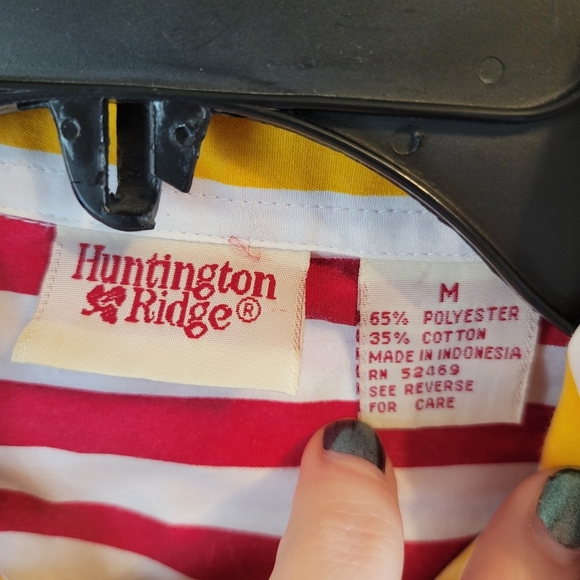 Huntington
Ridge®
M
65% POLYESTER
35% COTTON
MADE IN INDONESIA
RN 52469
SEE REVERSE
FOR CARE